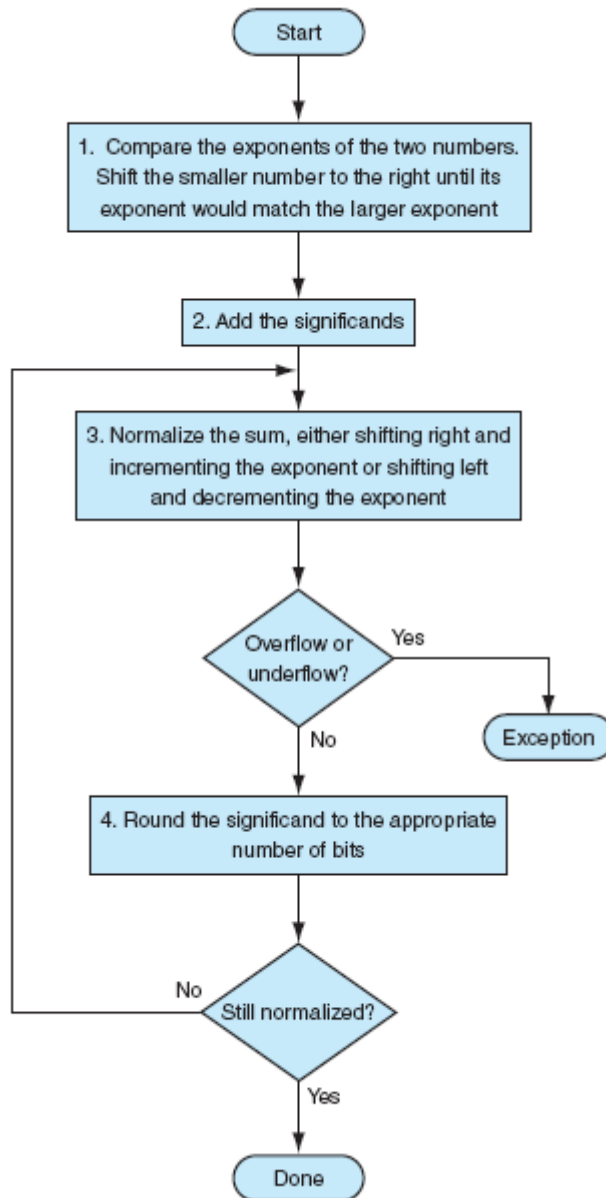 Start
1. Compare the exponents of the two numbers.
Shift the smaller number to the right until its
exponent would match the larger exponent
2. Add the significands
3. Normalize the sum, either shifting right and
incrementing the exponent or shifting left
and decrementing the exponent
Overflow or
underflow?
Yes
No
Exception
4. Round the significand to the appropriate
number of bits
No
Still normalized?
Yes
Done